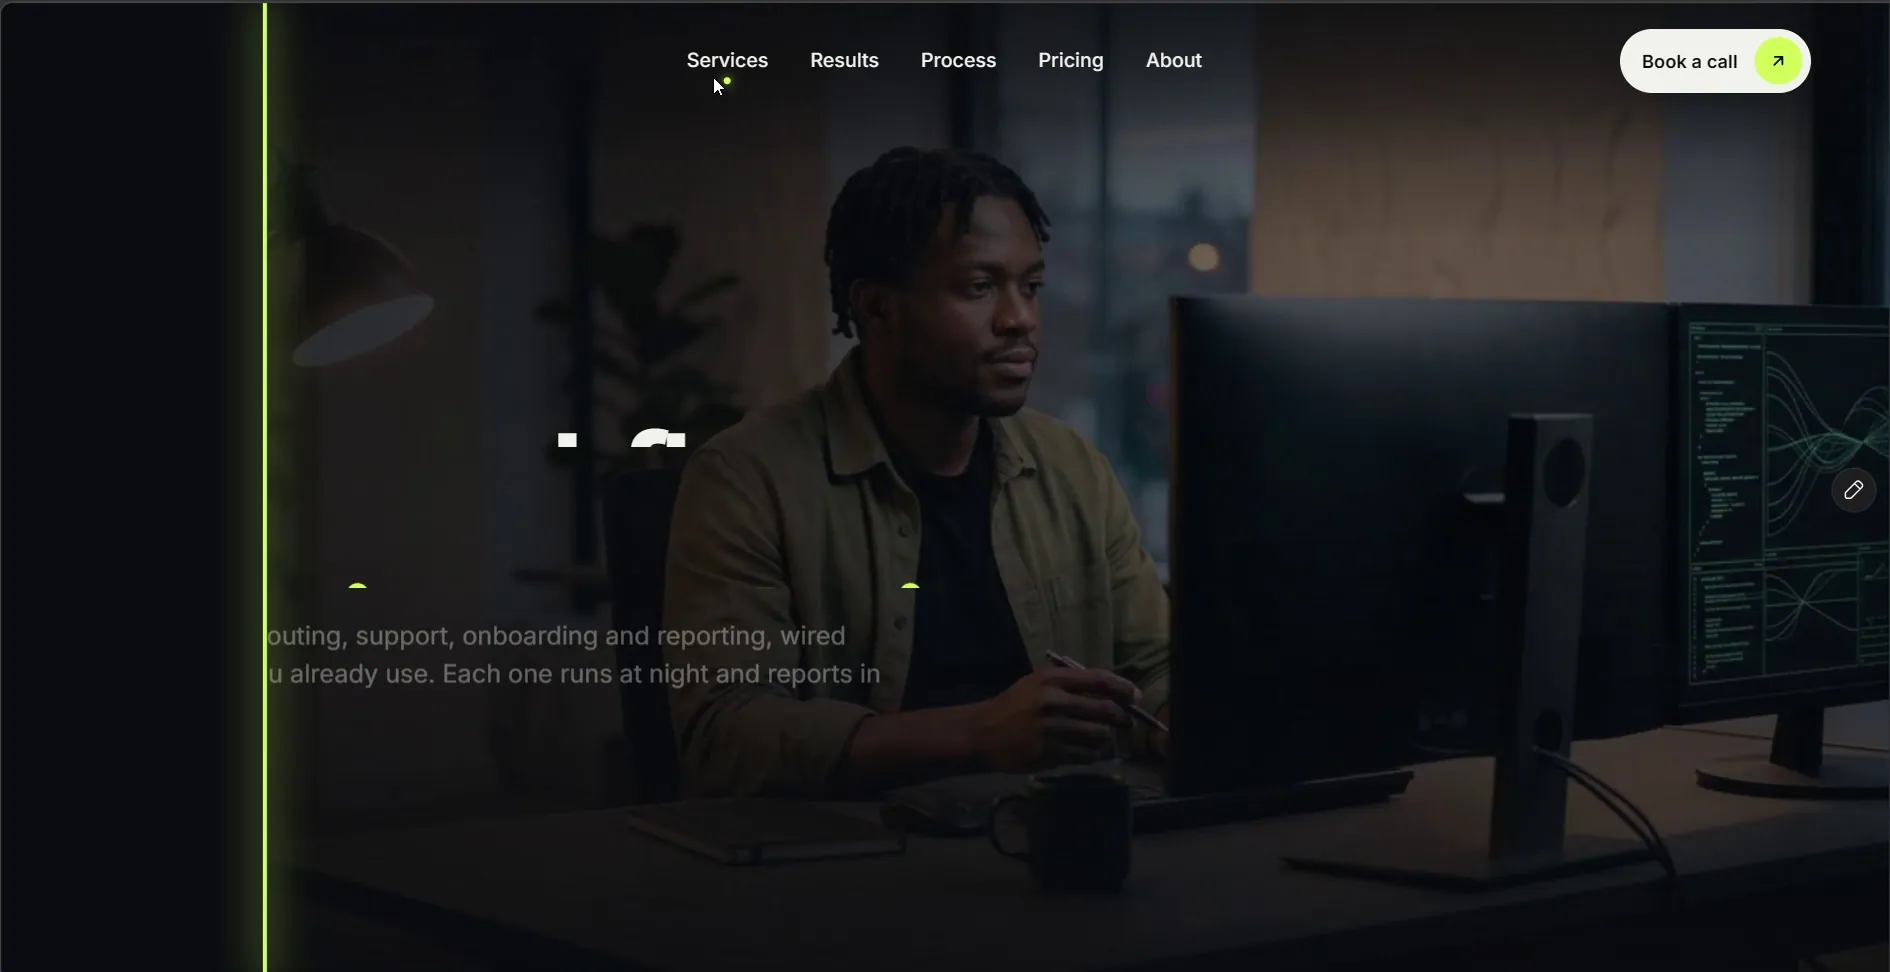 Services Results Process Pricing About
Book a call
outing, support, onboarding and reporting, wired
u already use. Each one runs at night and reports in